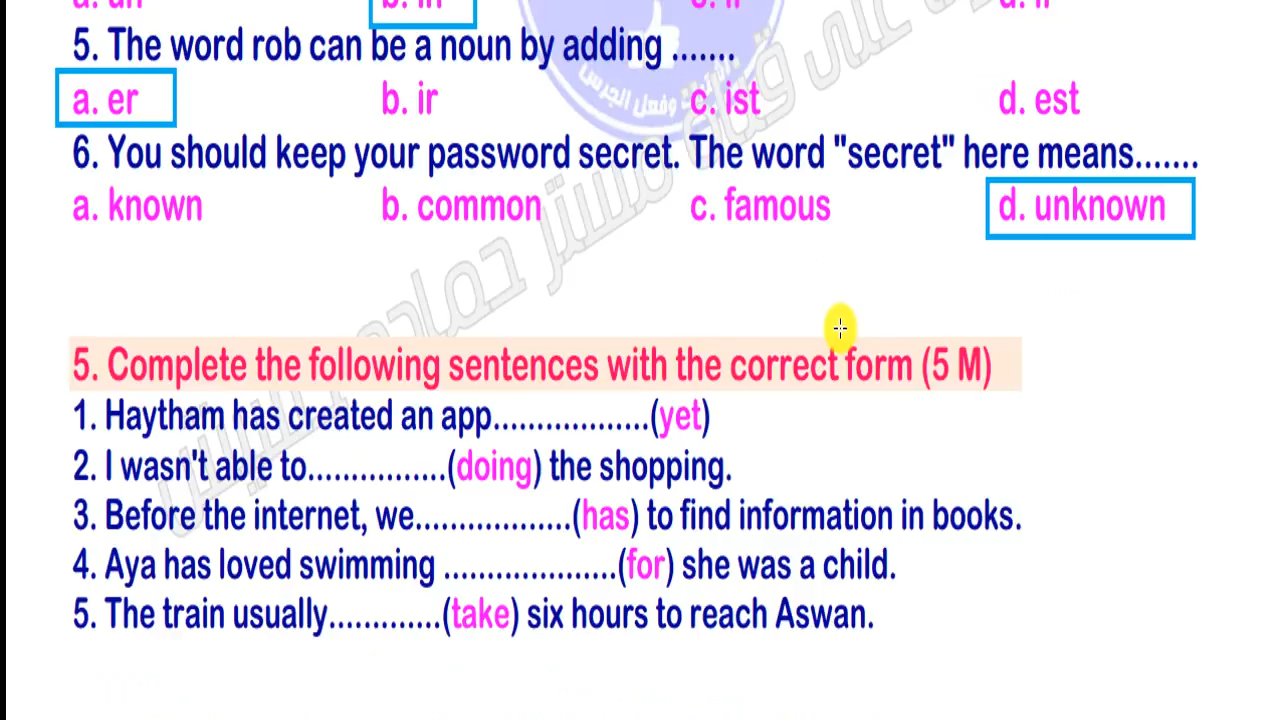 5. The word rob can be a noun by adding .......
a. er b. ir c. ist d. est
6. You should keep your password secret. The word "secret" here means.......
a. known b. common c. famous d. unknown
5. Complete the following sentences with the correct form (5 M)
1. Haytham has created an app..................(yet)
2. I wasn't able to................(doing) the shopping.
3. Before the internet, we..................(has) to find information in books.
4. Aya has loved swimming ....................(for) she was a child.
5. The train usually.............(take) six hours to reach Aswan.